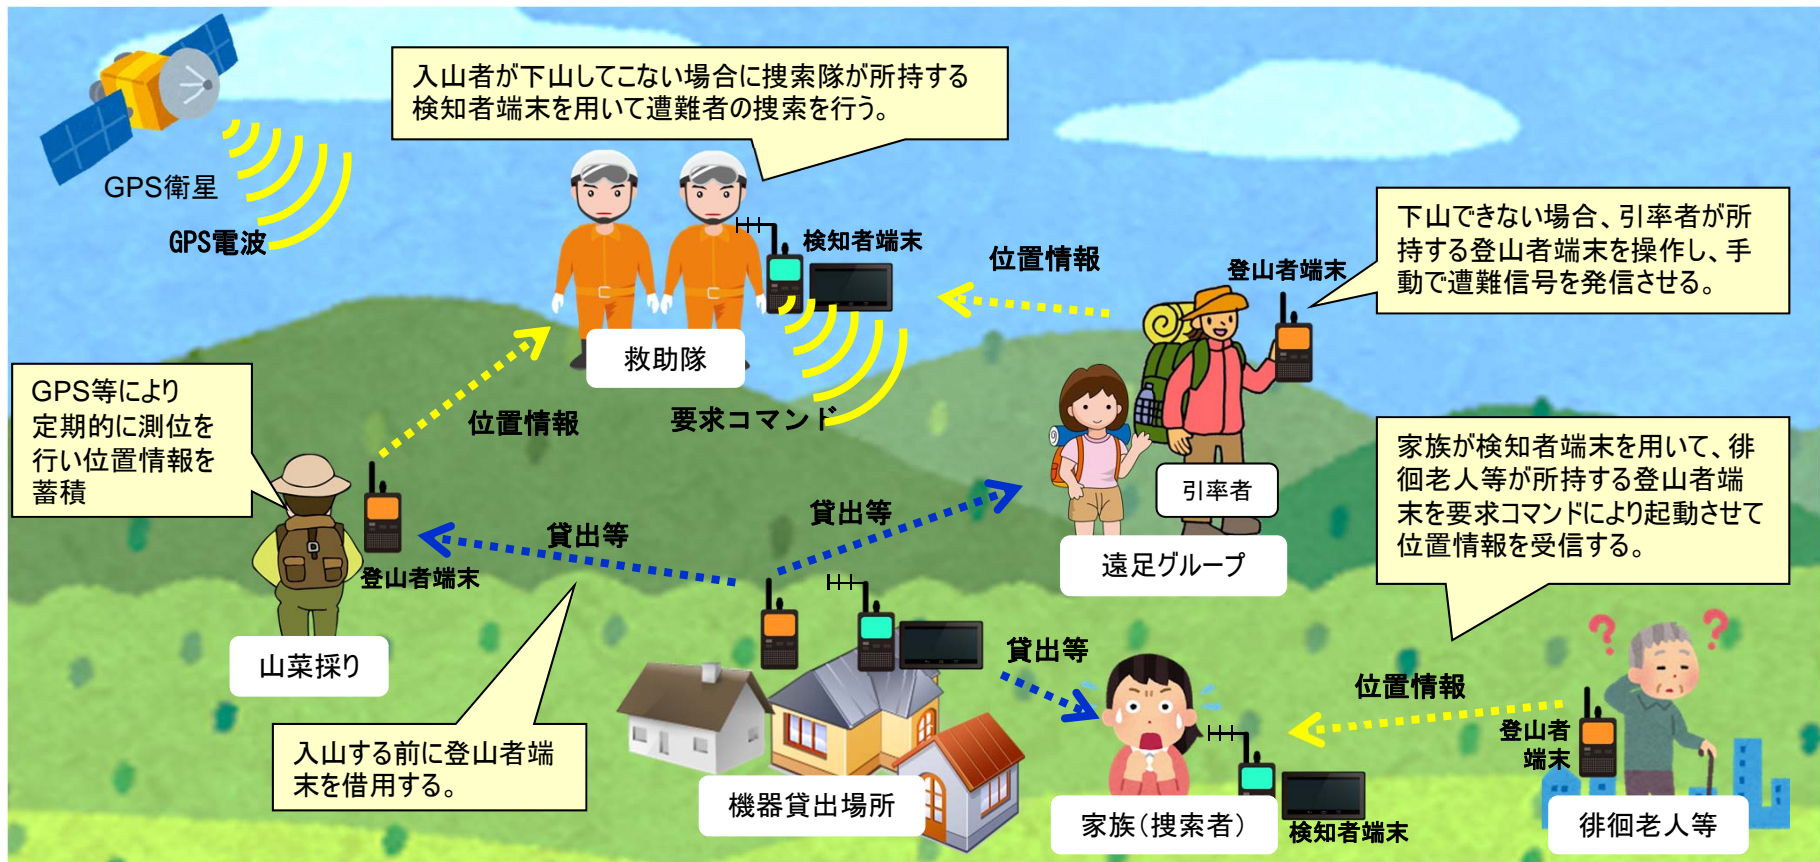 入山者が下山してこない場合に捜索隊が所持する
検知者端末を用いて遭難者の捜索を行う。
GPS衛星
GPS電波
検知者端末
位置情報
登山者端末
下山できない場合、引率者が所
持する登山者端末を操作し、手
動で遭難信号を発信させる。
救助隊
位置情報
要求コマンド
GPS等により
定期的に測位を
行い位置情報を
蓄積
家族が検知者端末を用いて、徘
徊老人等が所持する登山者端
末を要求コマンドにより起動させて
位置情報を受信する。
引率者
貸出等
貸出等
遠足グループ
登山者端末
山菜採り
貸出等
位置情報
登山者
端末
入山する前に登山者端
末を借用する。
機器貸出場所
家族(捜索者)
検知者端末
徘徊老人等